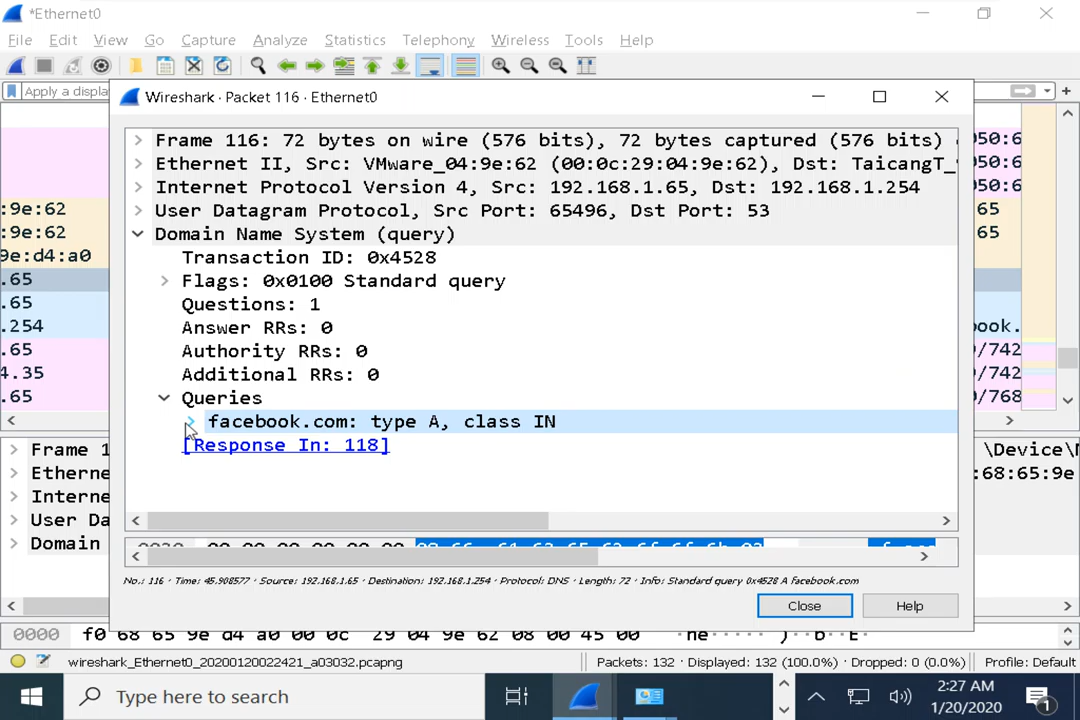 *Ethernet0
File Edit View Go Capture Analyze Statistics Telephony Wireless Tools Help
Apply a displa
Wireshark · Packet 116 · Ethernet0
Frame 116: 72 bytes on wire (576 bits), 72 bytes captured (576 bits)
050:6
Ethernet II, Src: VMware_04:9e:62 (00:0c:29:04:9e:62), Dst: TaicangT_
050:6
Internet Protocol Version 4, Src: 192.168.1.65, Dst: 192.168.1.254
050:6
:9e:62
User Datagram Protocol, Src Port: 65496, Dst Port: 53
65
:9e:62
Domain Name System (query)
65
9e:d4:a0
Transaction ID: 0x4528
.65
Flags: 0x0100 Standard query
.65
Questions: 1
.254
Answer RRs: 0
ook.
.65
Authority RRs: 0
/742
4.35
Additional RRs: 0
/742
.65
Queries
/768
facebook.com: type A, class IN
[Response In: 118]
Frame 1
\Device\
Etherne
:68:65:9e
Interne
User Da
Domain
No.: 116 · Time: 45.908577 · Source: 192.168.1.65 · Destination: 192.168.1.254 · Protocol: DNS · Length: 72 · Info: Standard query 0x4528 A facebook.com
Close Help
0000 f0 68 65 9e d4 a0 00 0c 29 04 9e 62 08 00 45 00 ·he····· )··b··E·
wireshark_Ethernet0_20200120022421_a03032.pcapng
Packets: 132 · Displayed: 132 (100.0%) · Dropped: 0 (0.0%)
Profile: Default
Type here to search
2:27 AM
1/20/2020
1